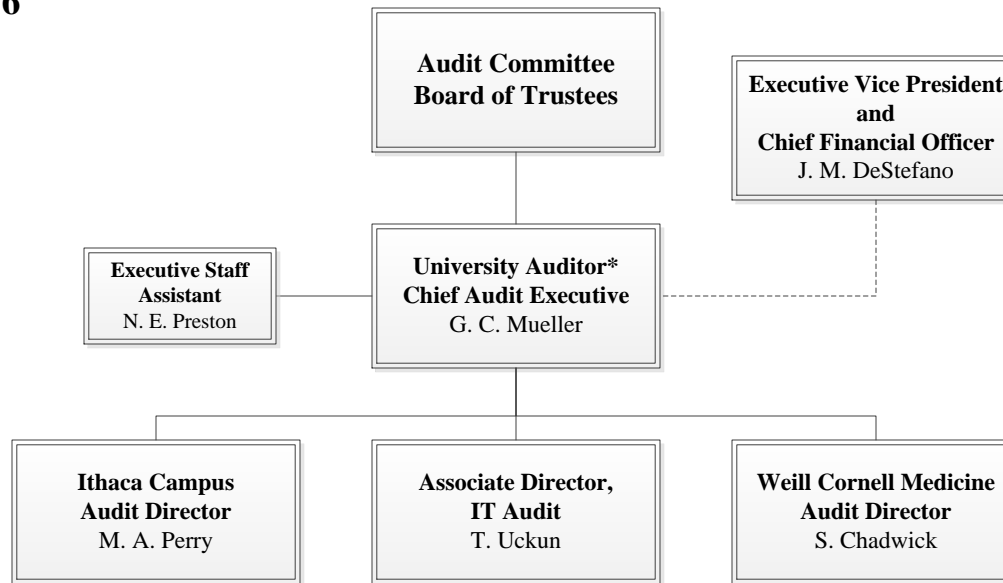 6
Audit Committee
Board of Trustees
Executive Vice President
and
Chief Financial Officer
J. M. DeStefano
Executive Staff
Assistant
N. E. Preston
University Auditor*
Chief Audit Executive
G. C. Mueller
Ithaca Campus
Audit Director
M. A. Perry
Associate Director,
IT Audit
T. Uckun
Weill Cornell Medicine
Audit Director
S. Chadwick